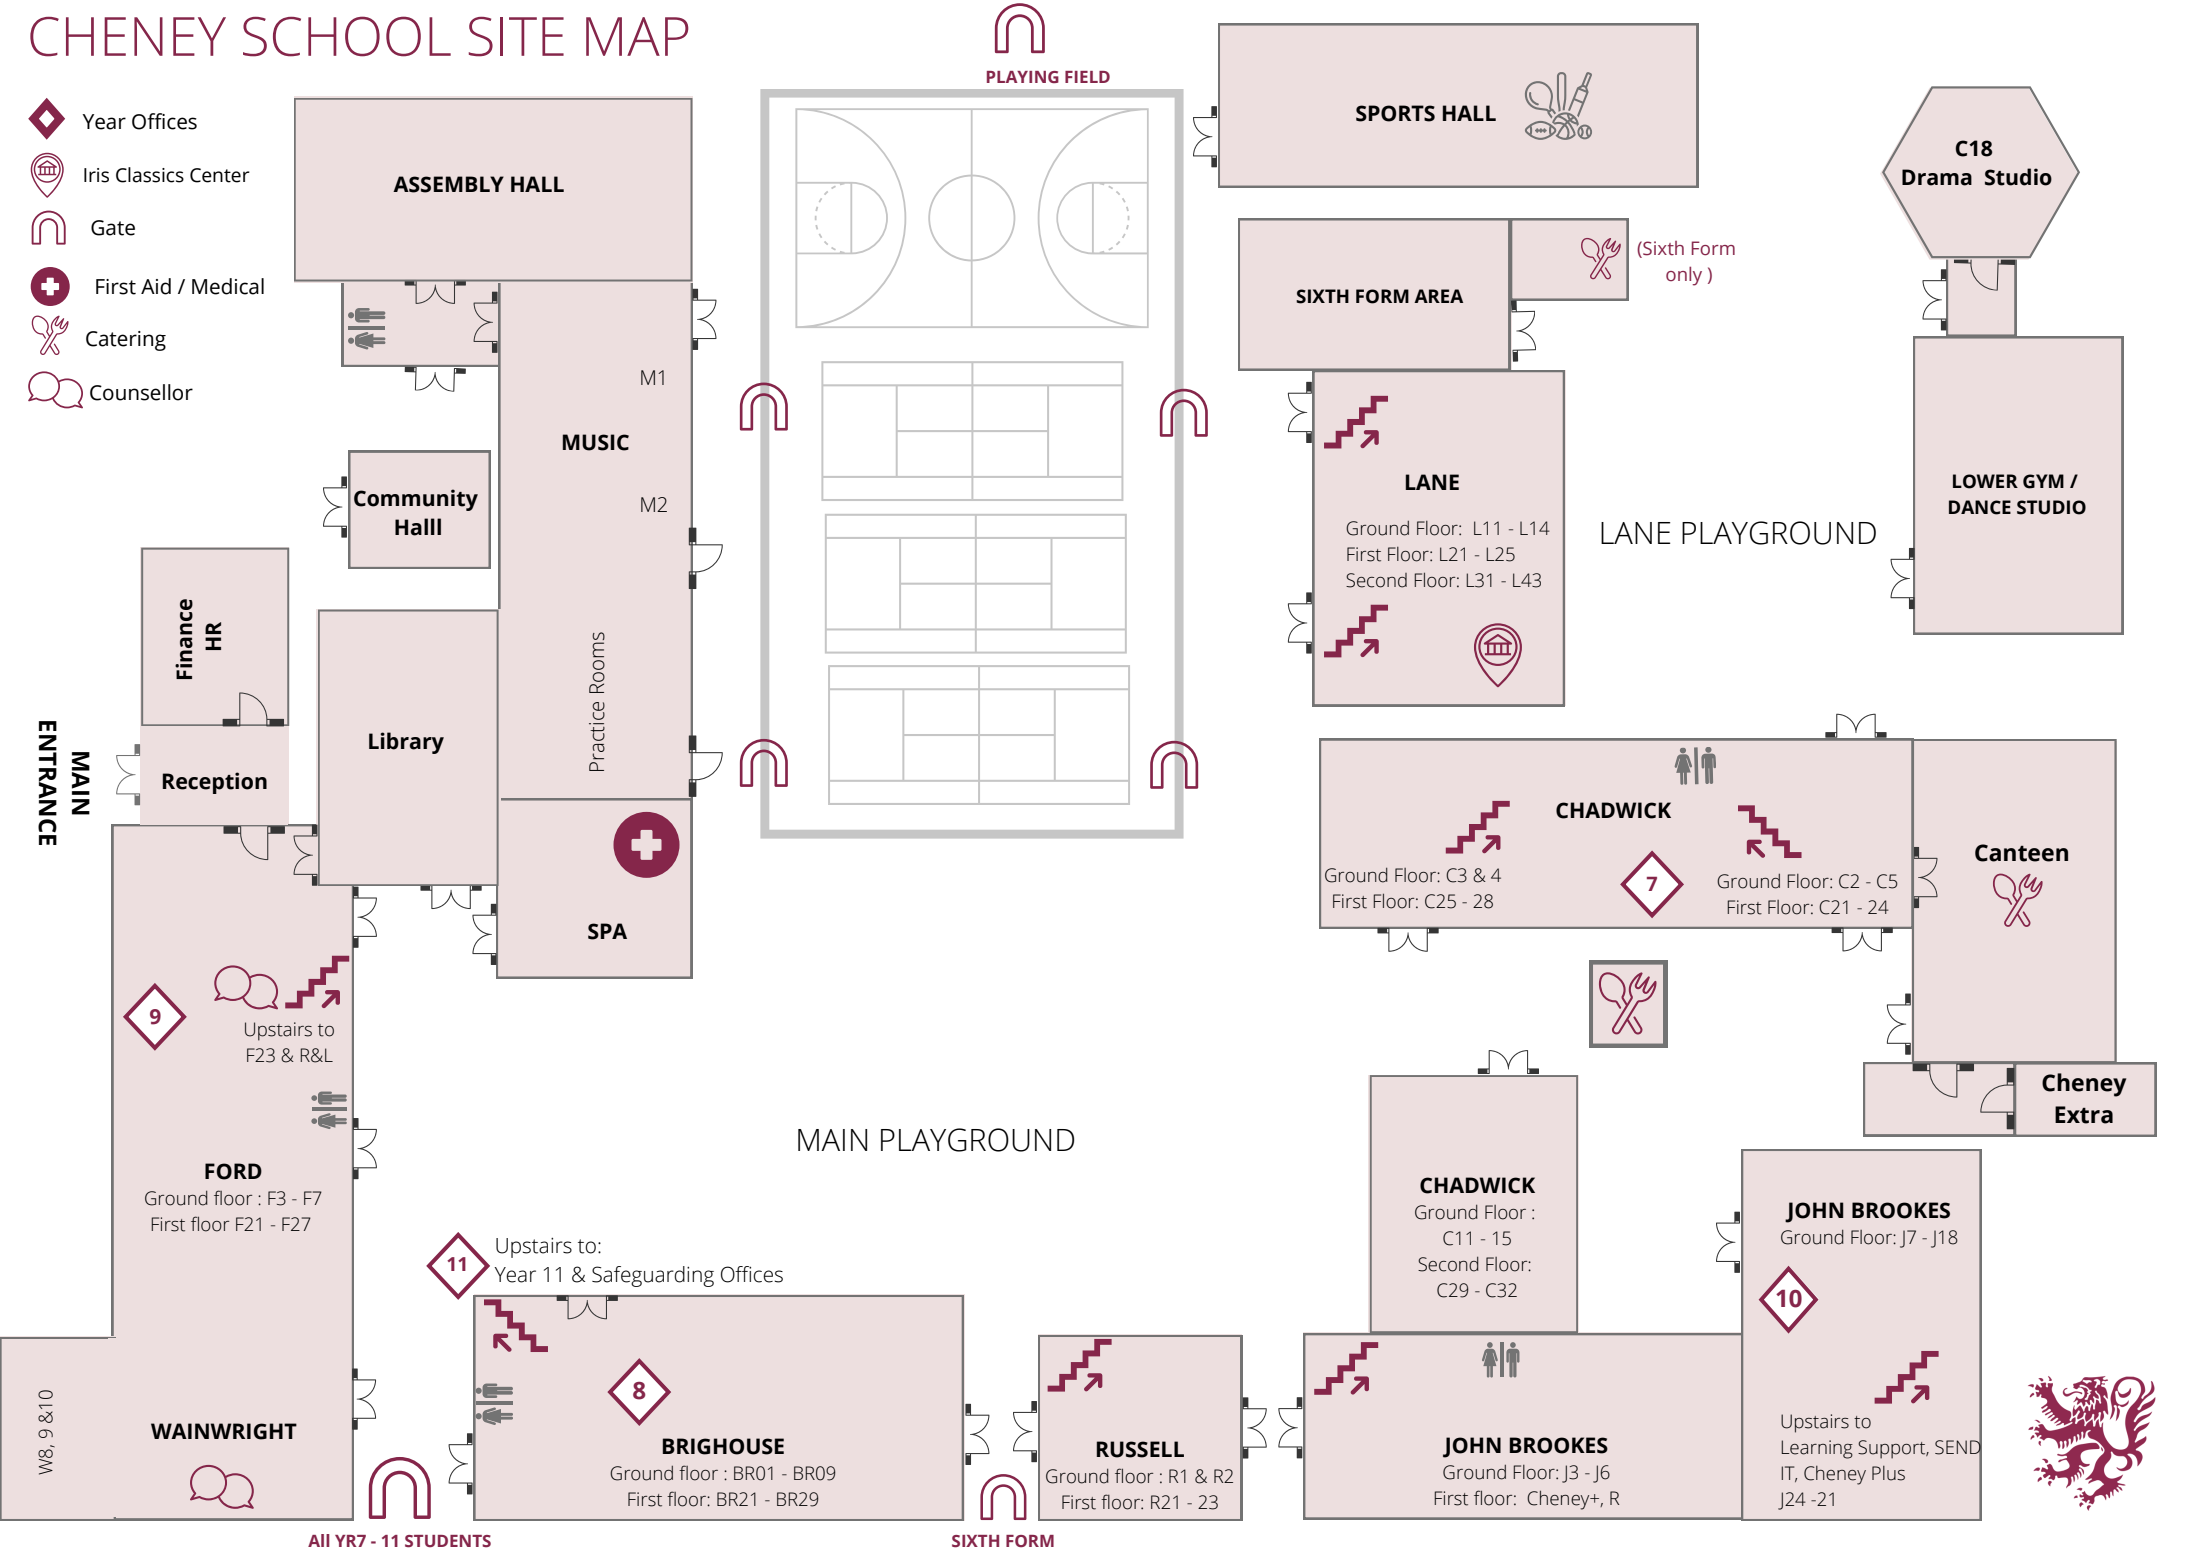 CHENEY SCHOOL SITE MAP
Year Offices
Iris Classics Center
Gate
First Aid / Medical
Catering
Counsellor
PLAYING FIELD
ASSEMBLY HALL
SPORTS HALL
C18
Drama Studio
(Sixth Form
only )
SIXTH FORM AREA
M1
MUSIC
M2
Practice Rooms
Community
Halll
LANE
Ground Floor: L11 - L14
First Floor: L21 - L25
Second Floor: L31 - L43
LANE PLAYGROUND
LOWER GYM /
DANCE STUDIO
Finance
HR
MAIN
ENTRANCE
Reception
Library
SPA
CHADWICK
7
Ground Floor: C3 & 4
First Floor: C25 - 28
Ground Floor: C2 - C5
First Floor: C21 - 24
Canteen
9
Upstairs to
F23 & R&L
Cheney
Extra
MAIN PLAYGROUND
FORD
Ground floor : F3 - F7
First floor F21 - F27
11
Upstairs to:
Year 11 & Safeguarding Offices
CHADWICK
Ground Floor :
C11 - 15
Second Floor:
C29 - C32
JOHN BROOKES
Ground Floor: J7 - J18
10
Upstairs to
Learning Support, SEND
IT, Cheney Plus
J24 -21
W8, 9 &10
WAINWRIGHT
8
BRIGHOUSE
Ground floor : BR01 - BR09
First floor: BR21 - BR29
RUSSELL
Ground floor : R1 & R2
First floor: R21 - 23
JOHN BROOKES
Ground Floor: J3 - J6
First floor: Cheney+, R
All YR7 - 11 STUDENTS
SIXTH FORM